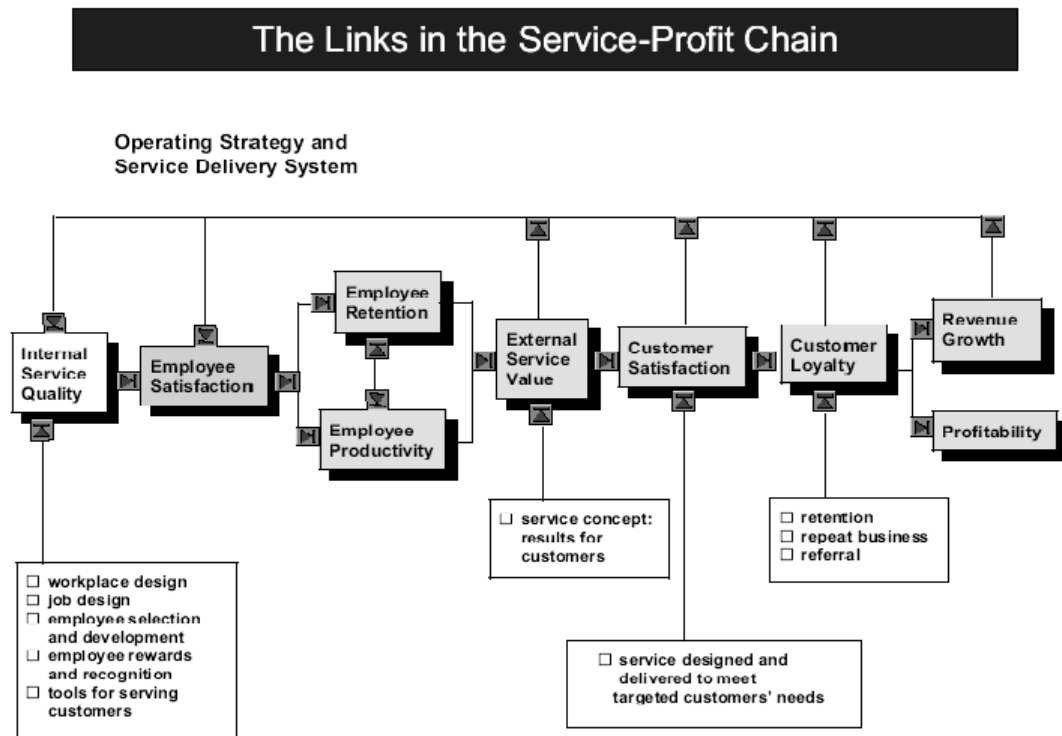 The Links in the Service-Profit Chain
Operating Strategy and
Service Delivery System
Internal
Service
Quality
Employee
Satisfaction
Employee
Retention
Employee
Productivity
External
Service
Value
Customer
Satisfaction
Customer
Loyalty
Revenue
Growth
Profitability
☐ workplace design
☐ job design
☐ employee selection
and development
☐ employee rewards
and recognition
☐ tools for serving
customers
☐ service concept:
results for
customers
☐ service designed and
delivered to meet
targeted customers' needs
☐ retention
☐ repeat business
☐ referral